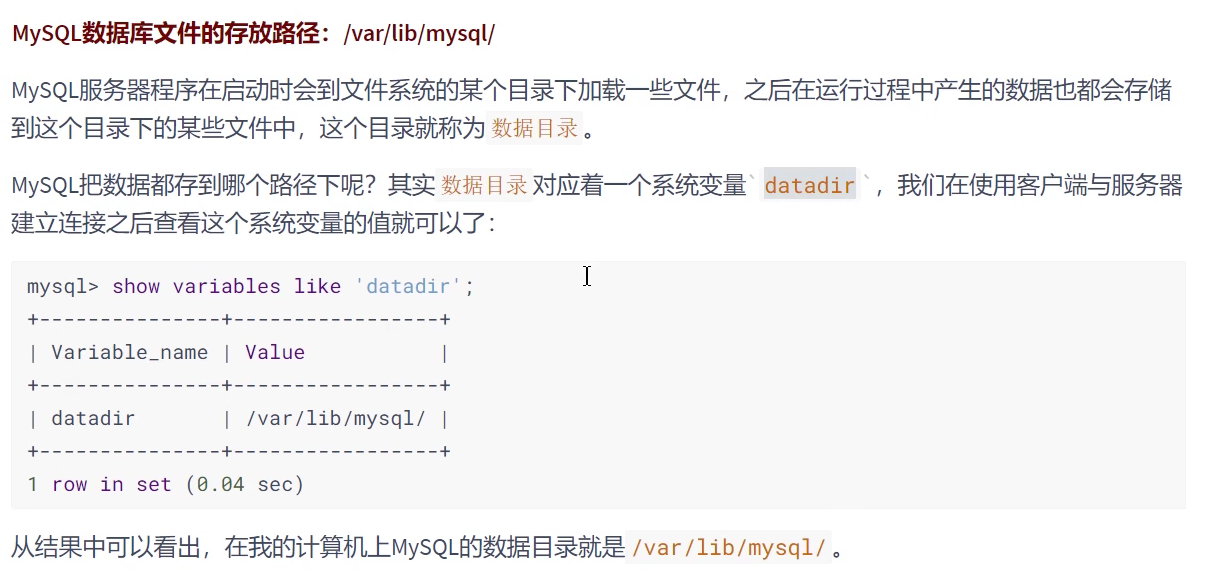 MySQL数据库文件的存放路径：/var/lib/mysql/
MySQL服务器程序在启动时会到文件系统的某个目录下加载一些文件，之后在运行过程中产生的数据也都会存储
到这个目录下的某些文件中，这个目录就称为 数据目录 。
MySQL把数据都存到哪个路径下呢？其实 数据目录 对应着一个系统变量` datadir `，我们在使用客户端与服务器
建立连接之后查看这个系统变量的值就可以了：
mysql> show variables like 'datadir';
+---------------+-----------------+
| Variable_name | Value           |
+---------------+-----------------+
| datadir       | /var/lib/mysql/ |
+---------------+-----------------+
1 row in set (0.04 sec)
从结果中可以看出，在我的计算机上MySQL的数据目录就是 /var/lib/mysql/ 。